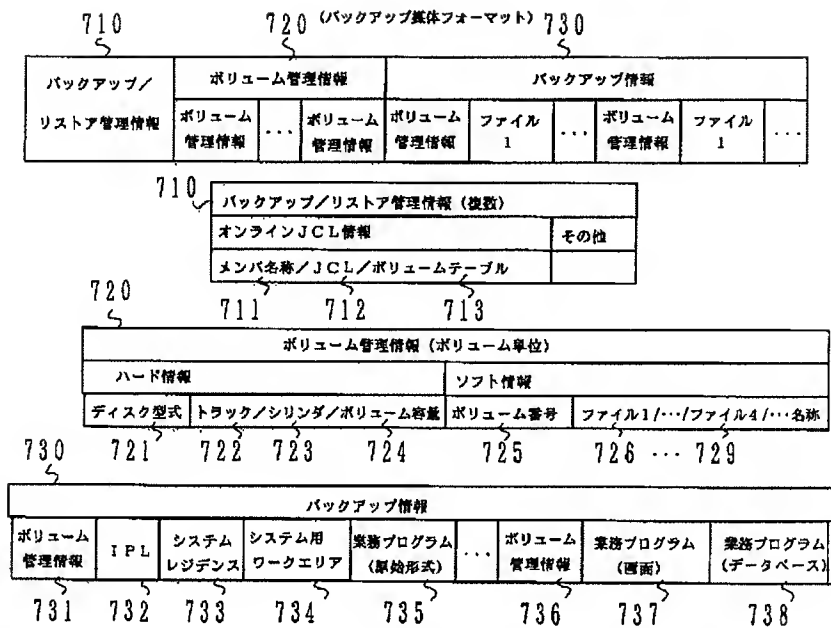 （バックアップ媒体フォーマット）
710 720 730
バックアップ／
リストア管理情報
ボリューム管理情報 バックアップ情報
ボリューム
管理情報
・・・
ボリューム
管理情報
ボリューム
管理情報
ファイル
1
・・・
ボリューム
管理情報
ファイル
1
・・・
710
バックアップ／リストア管理情報（複数）
オンラインJCL情報 その他
メンバ名称／JCL／ボリュームテーブル
711 712 713
720
ボリューム管理情報（ボリューム単位）
ハード情報 ソフト情報
ディスク型式 トラック／シリンダ／ボリューム容量 ボリューム番号 ファイル1／・・・／ファイル4／・・・名称
721 722 723 724 725 726 ・・・ 729
730
バックアップ情報
ボリューム
管理情報
IPL
システム
レジデンス
システム用
ワークエリア
業務プログラム
（原始形式）
・・・
ボリューム
管理情報
業務プログラム
（画面）
業務プログラム
（データベース）
731 732 733 734 735 736 737 738